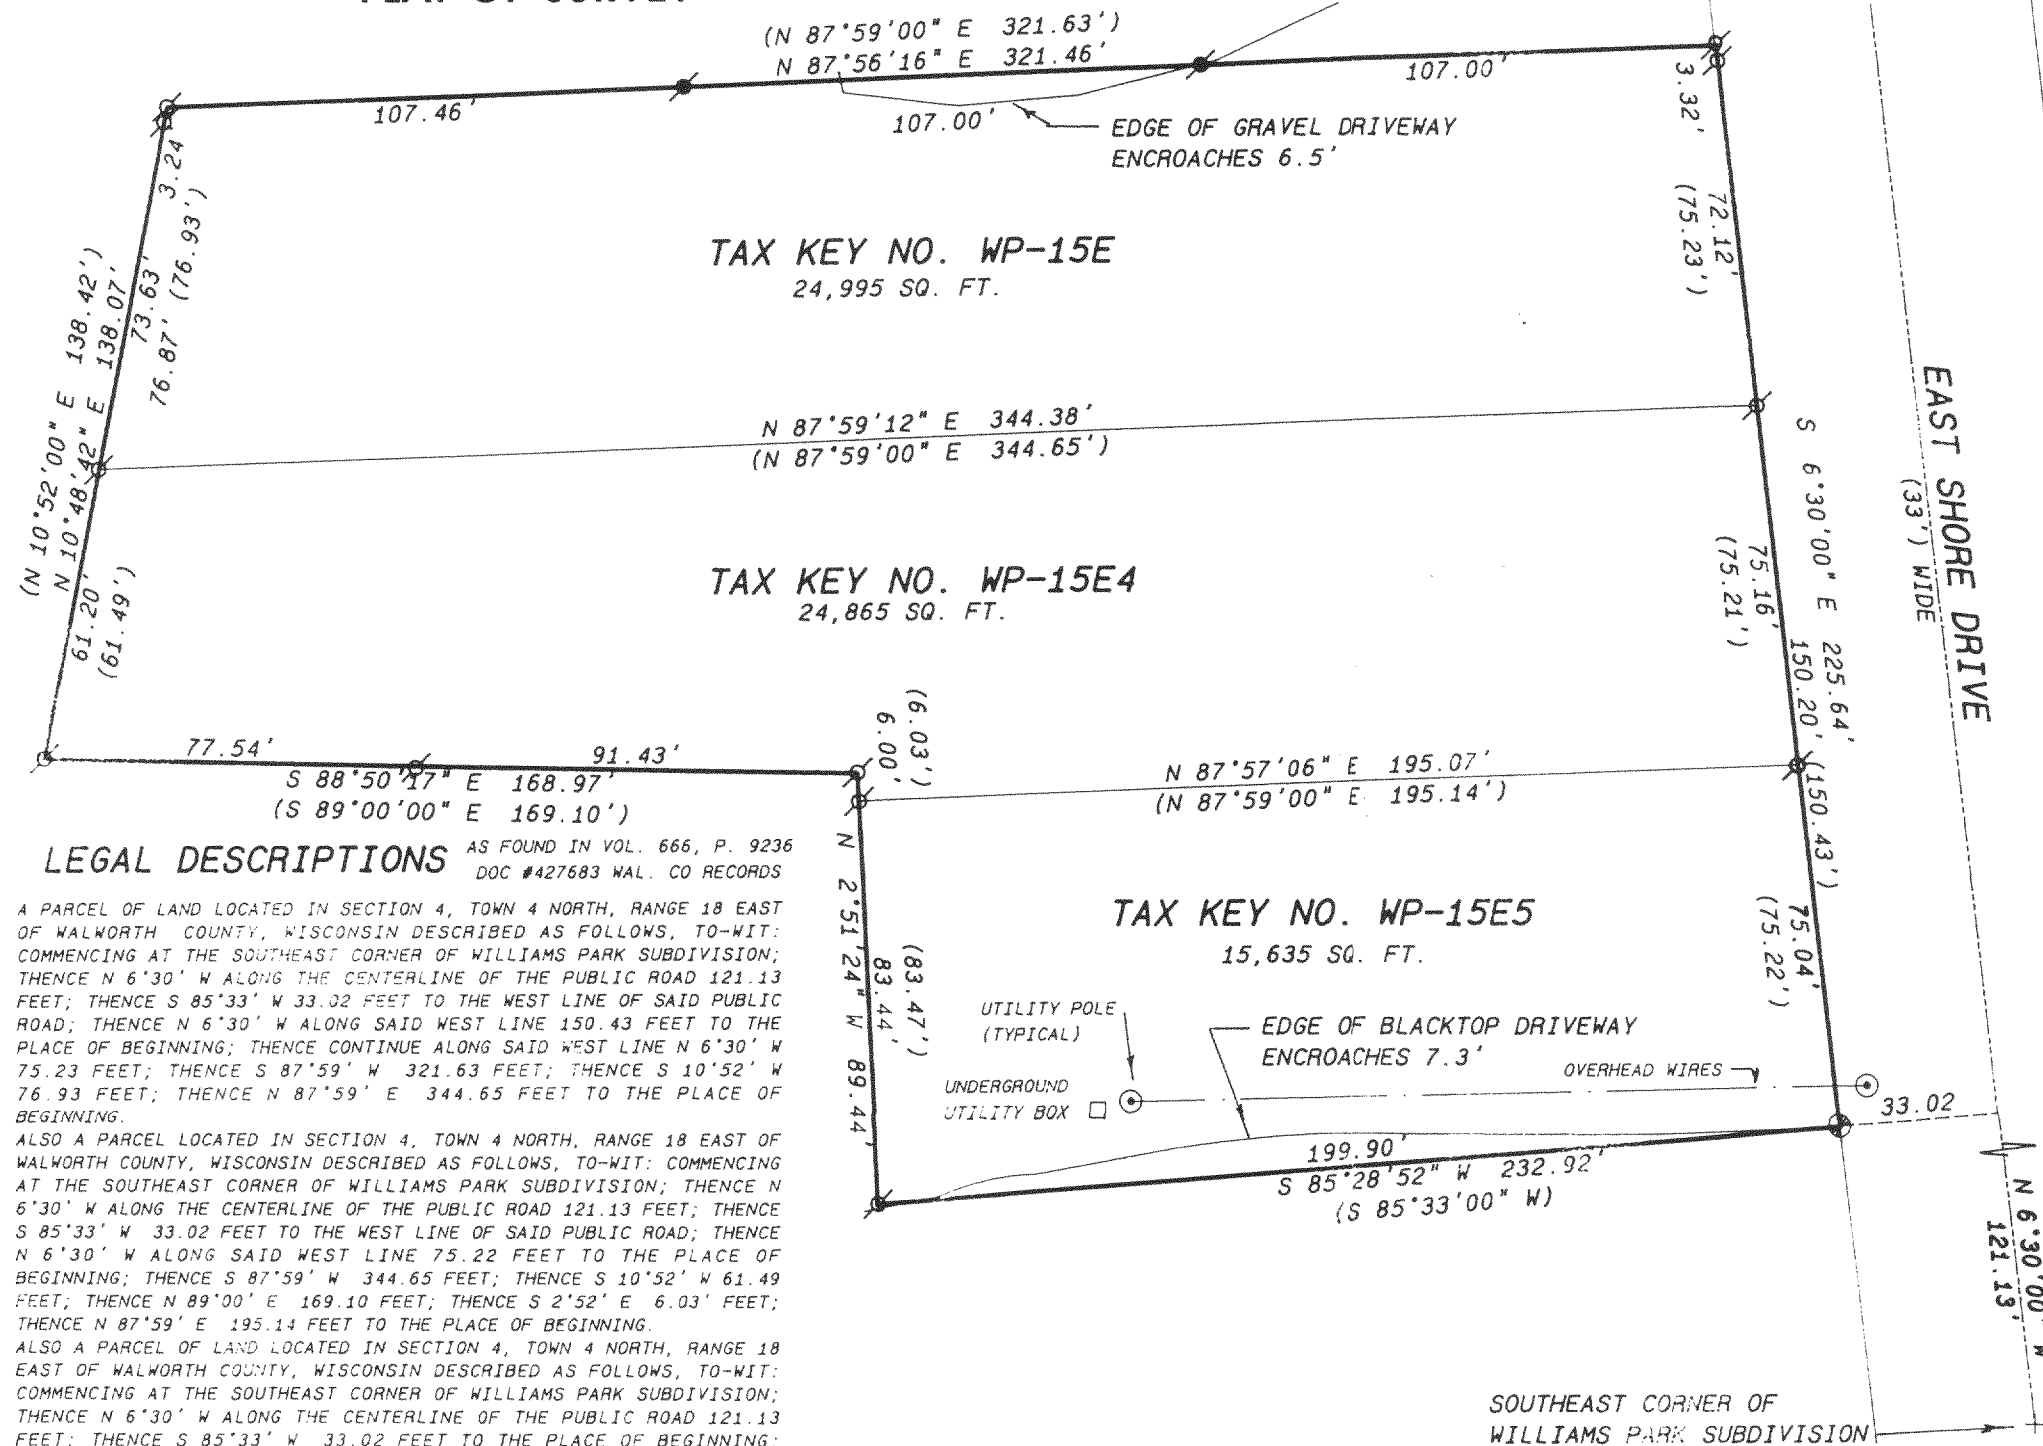 (N 87°59'00" E 321.63')
N 87°56'16" E 321.46'
107.46'
107.00'
107.00'
EDGE OF GRAVEL DRIVEWAY
ENCROACHES 6.5'
3.32'
72.12'
(75.23')
3.24'
73.63'
76.87' (76.93')
(N 10°52'00" E 138.42')
N 10°48'42" E 138.07'
61.20'
(61.49')
TAX KEY NO. WP-15E
24,995 SQ. FT.
N 87°59'12" E 344.38'
(N 87°59'00" E 344.65')
TAX KEY NO. WP-15E4
24,865 SQ. FT.
75.16'
(75.21')
S 6°30'00" E 225.64'
150.20' (150.43')
EAST SHORE DRIVE
(33') WIDE
77.54'
91.43'
S 88°50'17" E 168.97'
(S 89°00'00" E 169.10')
(6.03')
6.00'
N 87°57'06" E 195.07'
(N 87°59'00" E 195.14')
N 2°51'24" W 89.44'
83.44'
(83.47')
TAX KEY NO. WP-15E5
15,635 SQ. FT.
75.04'
(75.22')
UTILITY POLE
(TYPICAL)
EDGE OF BLACKTOP DRIVEWAY
ENCROACHES 7.3'
OVERHEAD WIRES
UNDERGROUND
UTILITY BOX
33.02
199.90'
S 85°28'52" W 232.92'
(S 85°33'00" W)
N 6°30'00" W
121.13'
SOUTHEAST CORNER OF
WILLIAMS PARK SUBDIVISION
LEGAL DESCRIPTIONS
AS FOUND IN VOL. 666, P. 9236
DOC #427683 WAL. CO RECORDS
A PARCEL OF LAND LOCATED IN SECTION 4, TOWN 4 NORTH, RANGE 18 EAST
OF WALWORTH COUNTY, WISCONSIN DESCRIBED AS FOLLOWS, TO-WIT:
COMMENCING AT THE SOUTHEAST CORNER OF WILLIAMS PARK SUBDIVISION;
THENCE N 6°30' W ALONG THE CENTERLINE OF THE PUBLIC ROAD 121.13
FEET; THENCE S 85°33' W 33.02 FEET TO THE WEST LINE OF SAID PUBLIC
ROAD; THENCE N 6°30' W ALONG SAID WEST LINE 150.43 FEET TO THE
PLACE OF BEGINNING; THENCE CONTINUE ALONG SAID WEST LINE N 6°30' W
75.23 FEET; THENCE S 87°59' W 321.63 FEET; THENCE S 10°52' W
76.93 FEET; THENCE N 87°59' E 344.65 FEET TO THE PLACE OF
BEGINNING.
ALSO A PARCEL LOCATED IN SECTION 4, TOWN 4 NORTH, RANGE 18 EAST OF
WALWORTH COUNTY, WISCONSIN DESCRIBED AS FOLLOWS, TO-WIT: COMMENCING
AT THE SOUTHEAST CORNER OF WILLIAMS PARK SUBDIVISION; THENCE N
6°30' W ALONG THE CENTERLINE OF THE PUBLIC ROAD 121.13 FEET; THENCE
S 85°33' W 33.02 FEET TO THE WEST LINE OF SAID PUBLIC ROAD; THENCE
N 6°30' W ALONG SAID WEST LINE 75.22 FEET TO THE PLACE OF
BEGINNING; THENCE S 87°59' W 344.65 FEET; THENCE S 10°52' W 61.49
FEET; THENCE N 89°00' E 169.10 FEET; THENCE S 2°52' E 6.03' FEET;
THENCE N 87°59' E 195.14 FEET TO THE PLACE OF BEGINNING.
ALSO A PARCEL OF LAND LOCATED IN SECTION 4, TOWN 4 NORTH, RANGE 18
EAST OF WALWORTH COUNTY, WISCONSIN DESCRIBED AS FOLLOWS, TO-WIT:
COMMENCING AT THE SOUTHEAST CORNER OF WILLIAMS PARK SUBDIVISION;
THENCE N 6°30' W ALONG THE CENTERLINE OF THE PUBLIC ROAD 121.13
FEET; THENCE S 85°33' W 33.02 FEET TO THE PLACE OF BEGINNING;